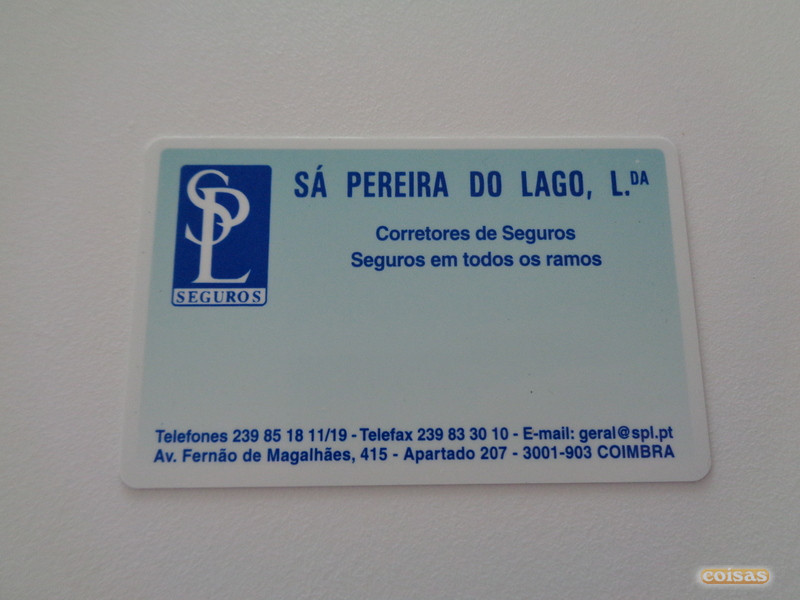 SPL
SEGUROS
SÁ PEREIRA DO LAGO, L.DA
Corretores de Seguros
Seguros em todos os ramos
Telefones 239 85 18 11/19 - Telefax 239 83 30 10 - E-mail: geral@spl.pt
Av. Fernão de Magalhães, 415 - Apartado 207 - 3001-903 COIMBRA
coisas